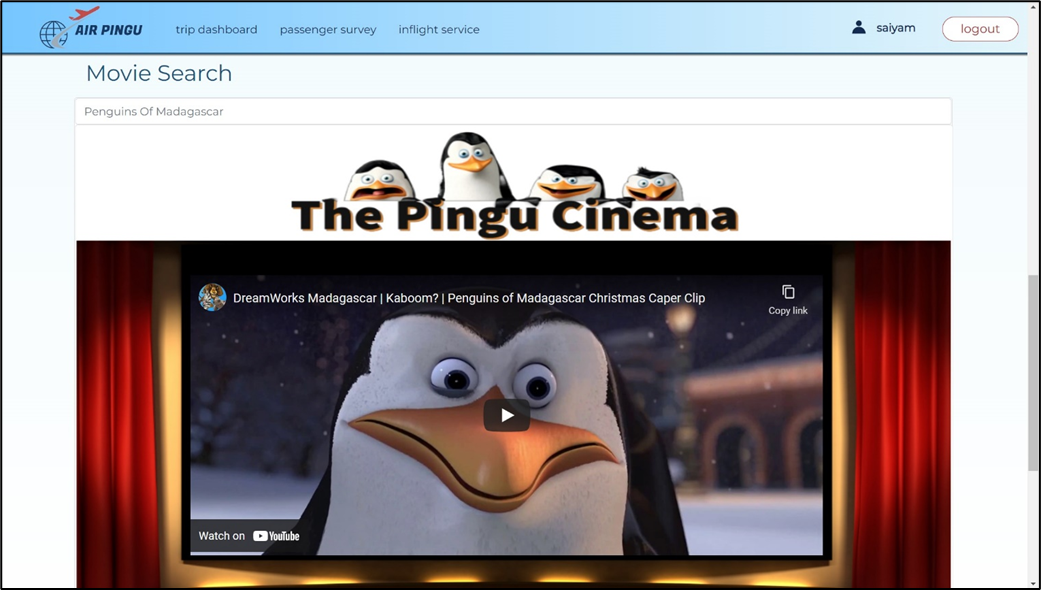 AIR PINGU
trip dashboard passenger survey inflight service saiyam logout
Movie Search
Penguins Of Madagascar
The Pingu Cinema
DreamWorks Madagascar | Kaboom? | Penguins of Madagascar Christmas Caper Clip
Copy link
Watch on YouTube